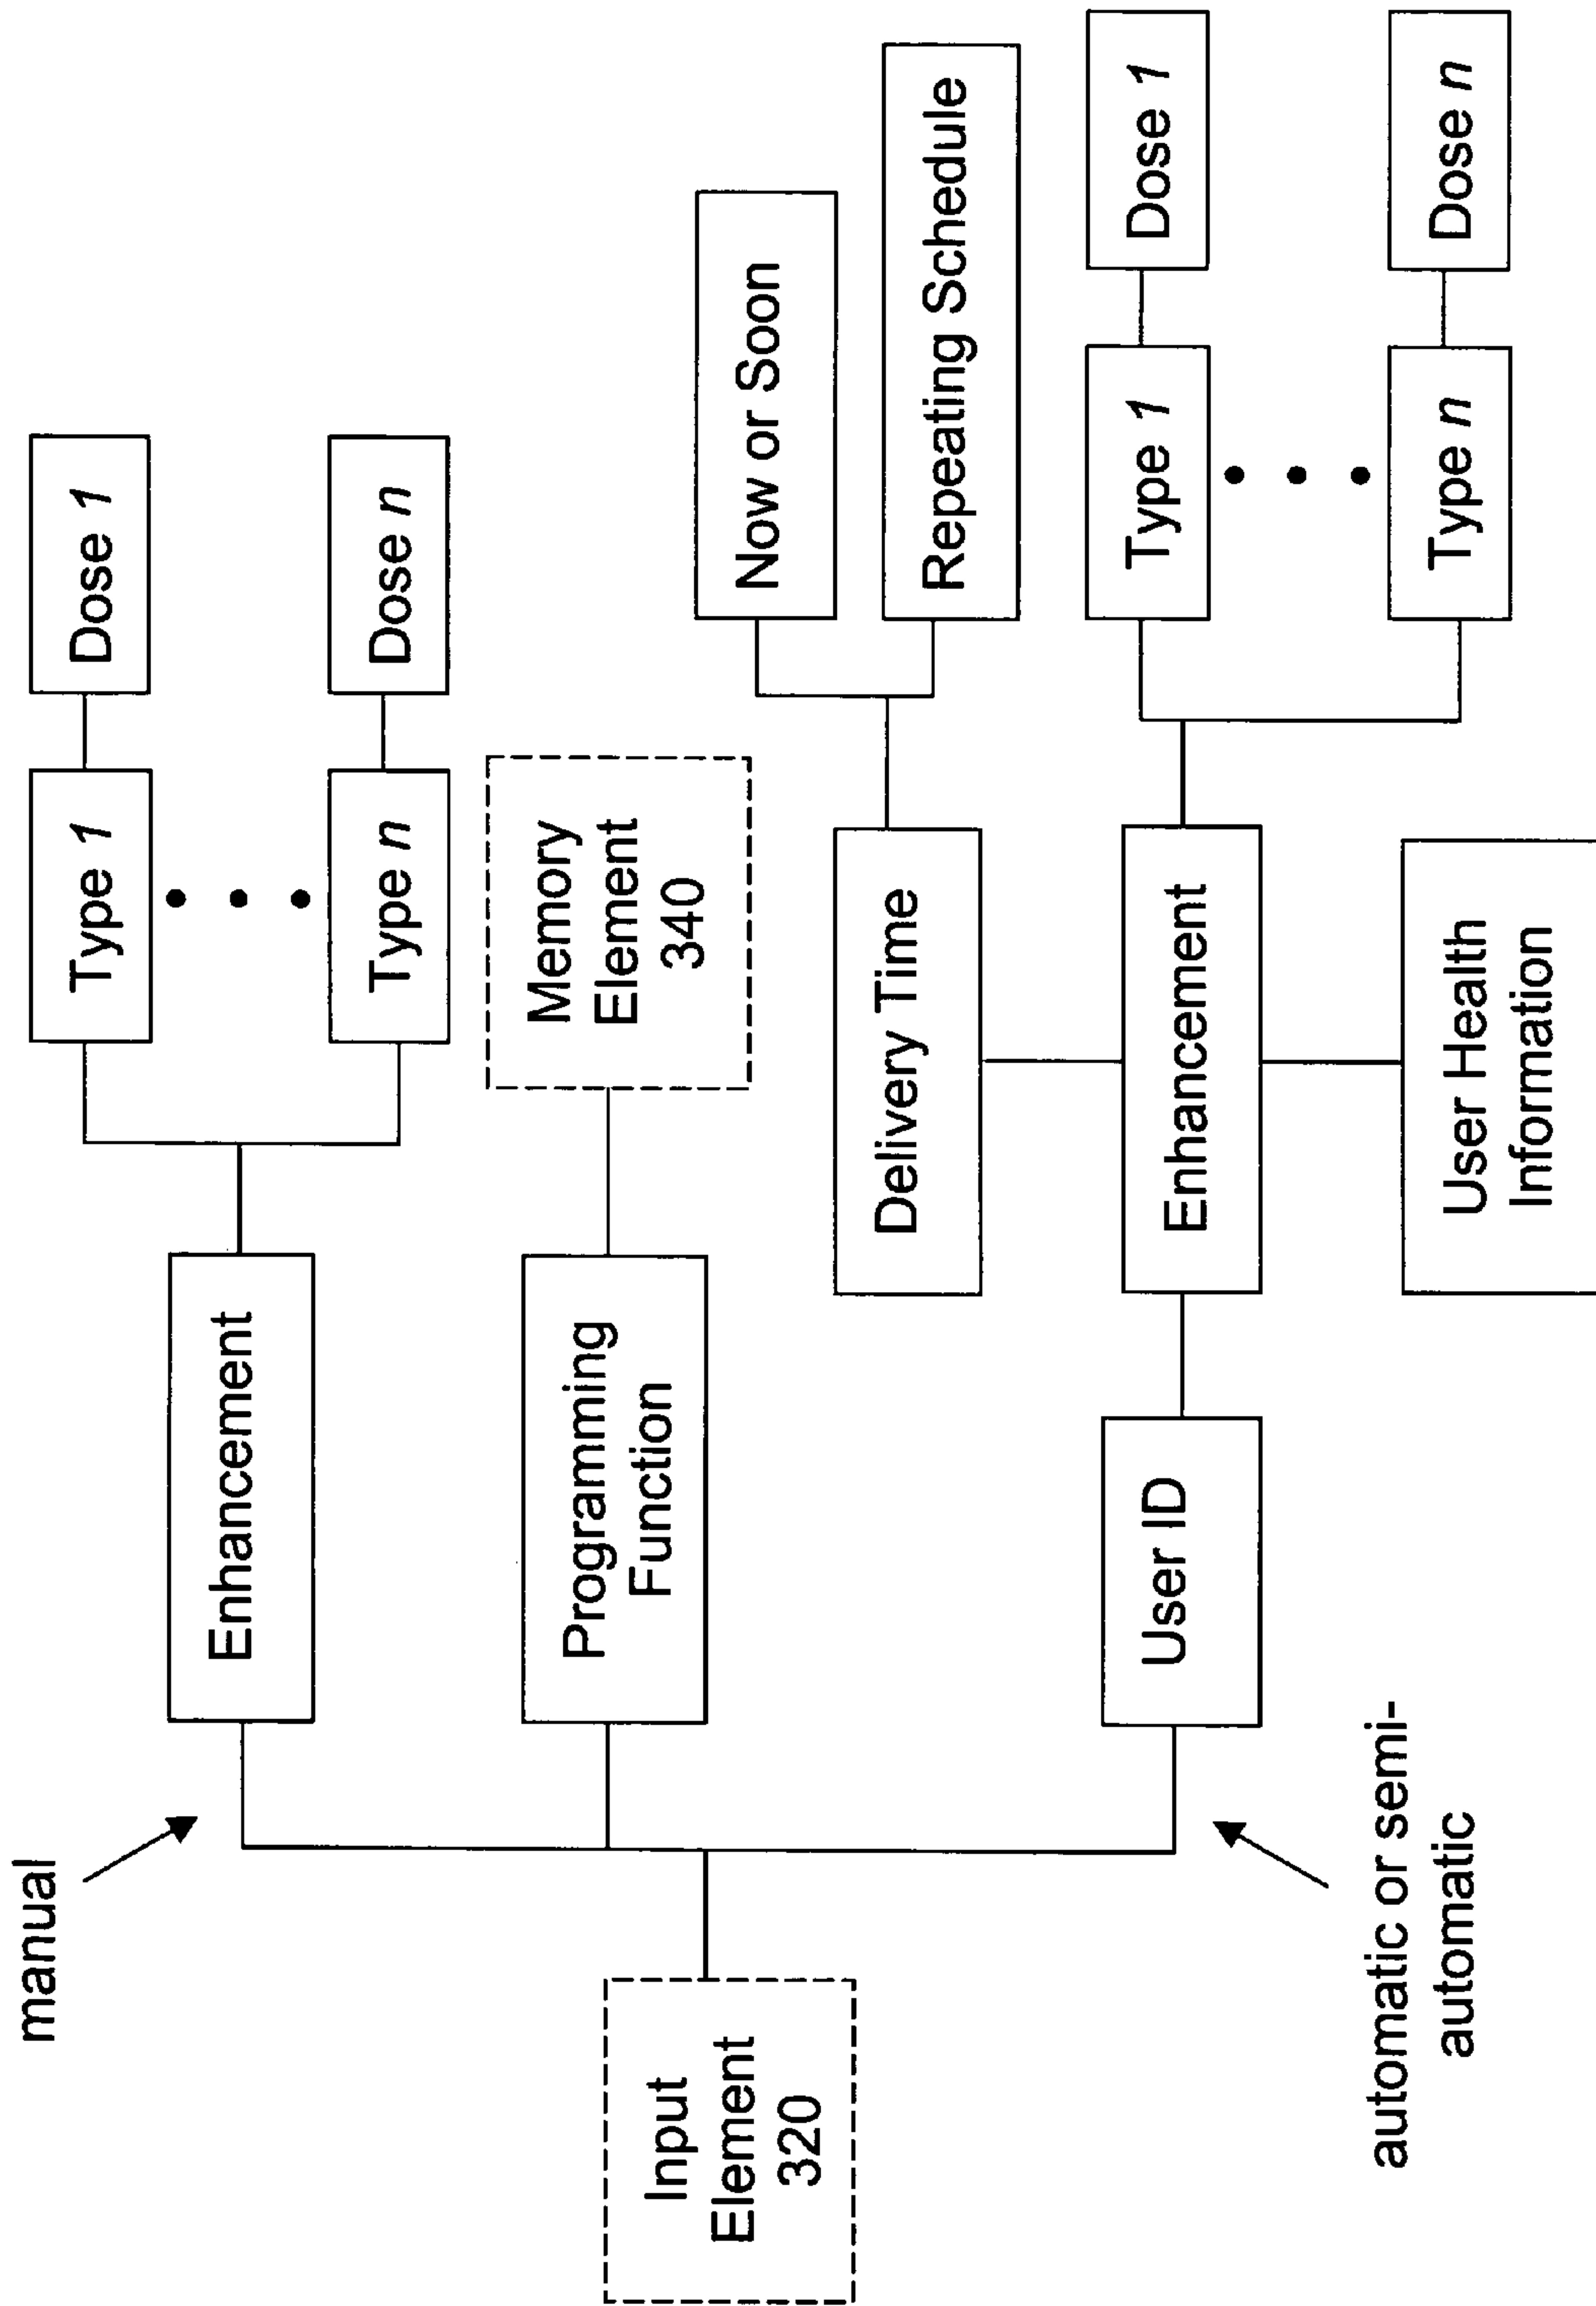 manual
Type 1
Dose 1
Enhancement
Type n
Dose n
Input
Element
320
Programming
Function
Memory
Element
340
Now or Soon
Delivery Time
Repeating Schedule
User ID
Enhancement
Type 1
Dose 1
Type n
Dose n
automatic or semi-
automatic
User Health
Information